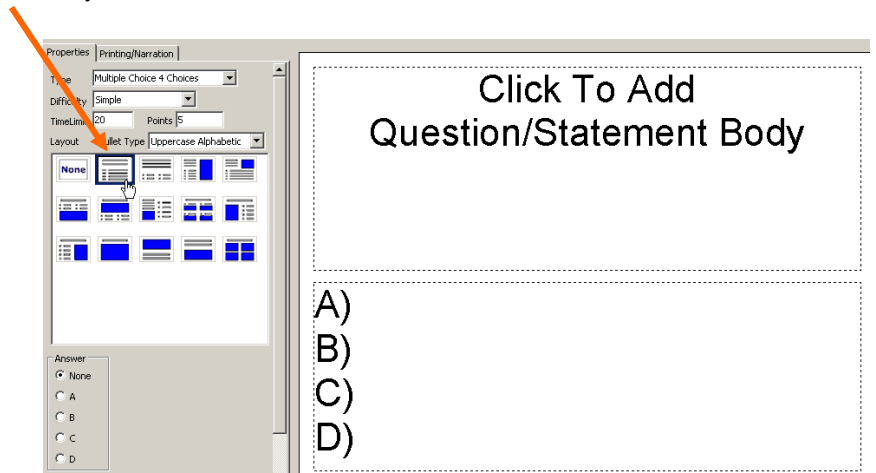 Properties Printing/Narration
Type Multiple Choice 4 Choices
Difficulty Simple
TimeLimit 20 Points 5
Layout Bullet Type Uppercase Alphabetic
None
Answer
None
A
B
C
D
Click To Add
Question/Statement Body
A)
B)
C)
D)